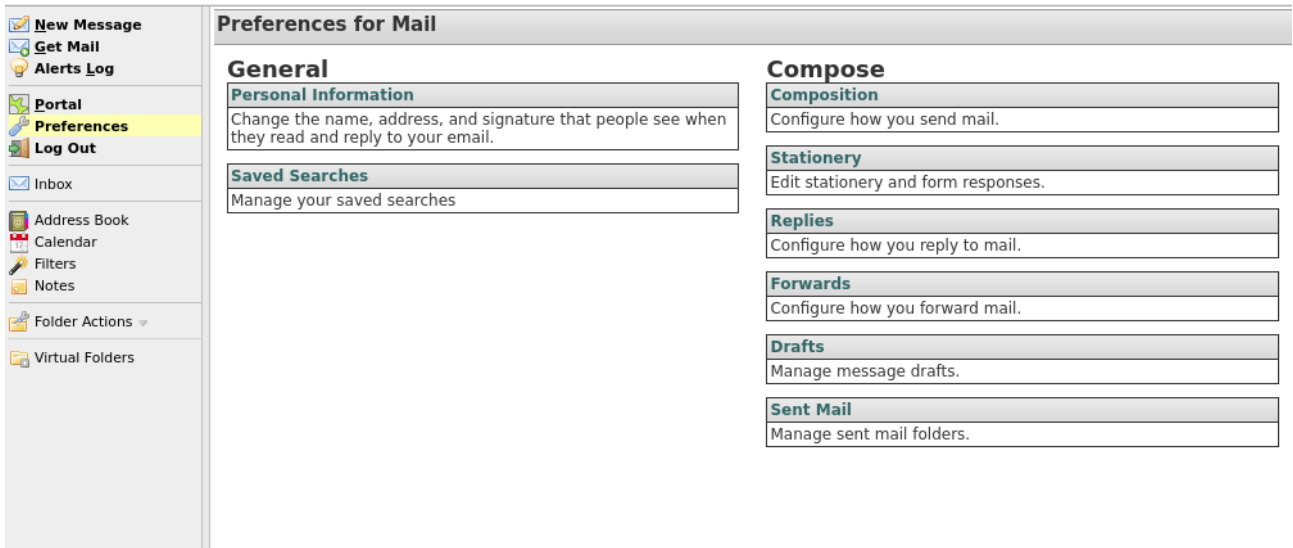 New Message
Get Mail
Alerts Log
Portal
Preferences
Log Out
Inbox
Address Book
Calendar
Filters
Notes
Folder Actions
Virtual Folders
Preferences for Mail
General
Personal Information
Change the name, address, and signature that people see when
they read and reply to your email.
Saved Searches
Manage your saved searches
Compose
Composition
Configure how you send mail.
Stationery
Edit stationery and form responses.
Replies
Configure how you reply to mail.
Forwards
Configure how you forward mail.
Drafts
Manage message drafts.
Sent Mail
Manage sent mail folders.